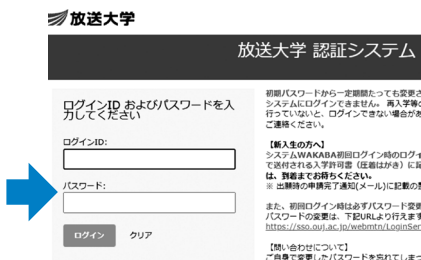 放送大学
放送大学 認証システム
ログインID およびパスワードを入
力してください
ログインID:
パスワード:
ログイン クリア
初期パスワードから一定期間たっても変更さ
システムにログインできません。 再入学等の
行っていないと、ログインできない場合があ
ご連絡ください。
【新入生の方へ】
システムWAKABA初回ログイン時のログイ
で送付される入学許可書（圧着はがき）に記
は、到着までお待ちください。
※ 出願時の申請完了通知(メール)に記載の
また、初回ログイン時は必ずパスワード変更
パスワードの変更は、下記URLより行えます
https://sso.ouj.ac.jp/webmtn/LoginSer
【問い合わせについて】
ご自身で変更したパスワードを忘れてしまっ